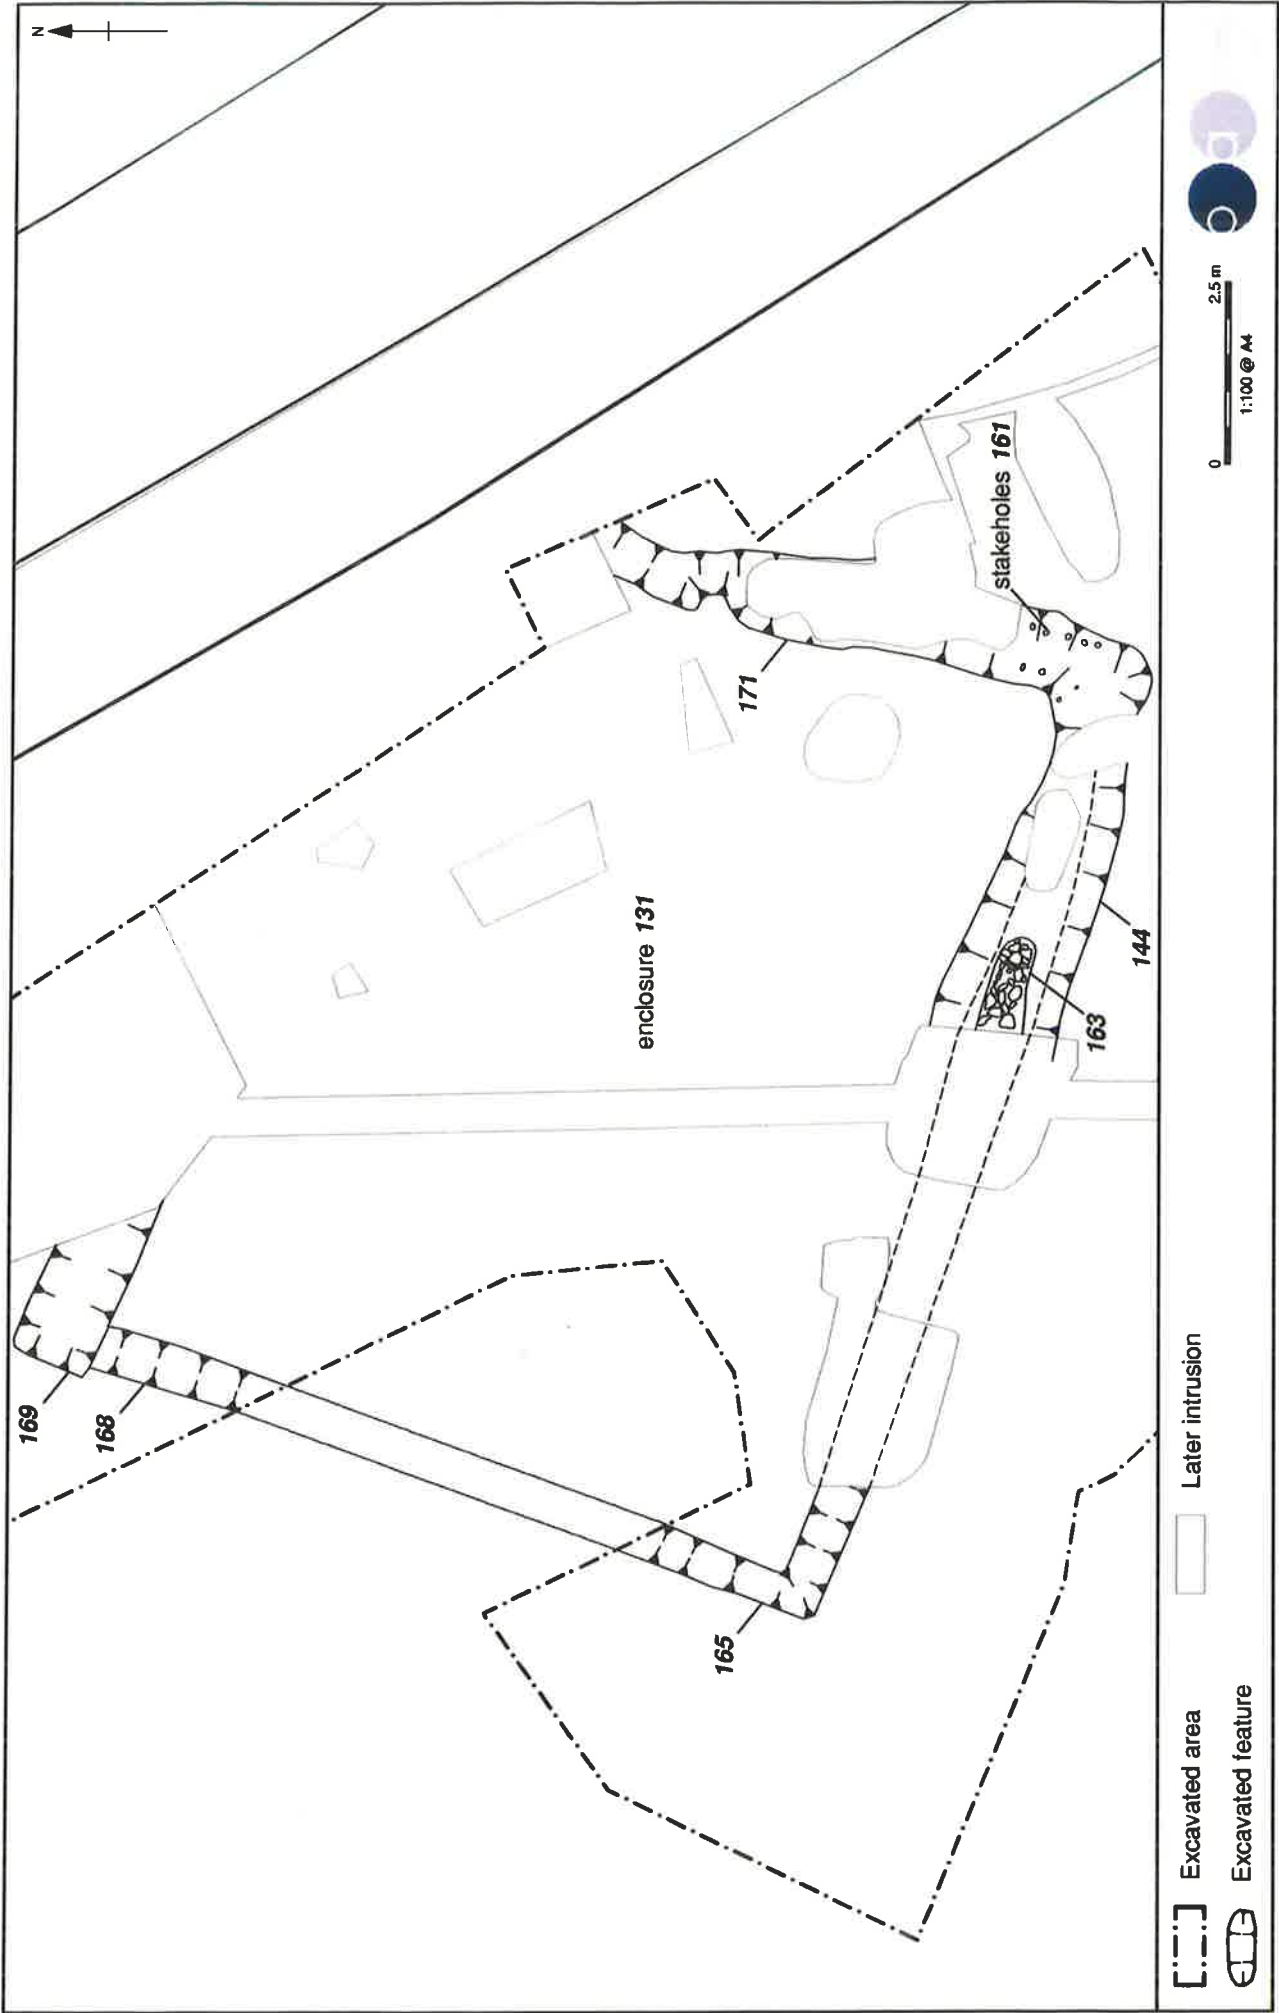 N
169
168
165
enclosure 131
171
stakeholes 161
163
144
Excavated area
Excavated feature
Later intrusion
0
2.5 m
1:100 @ A4